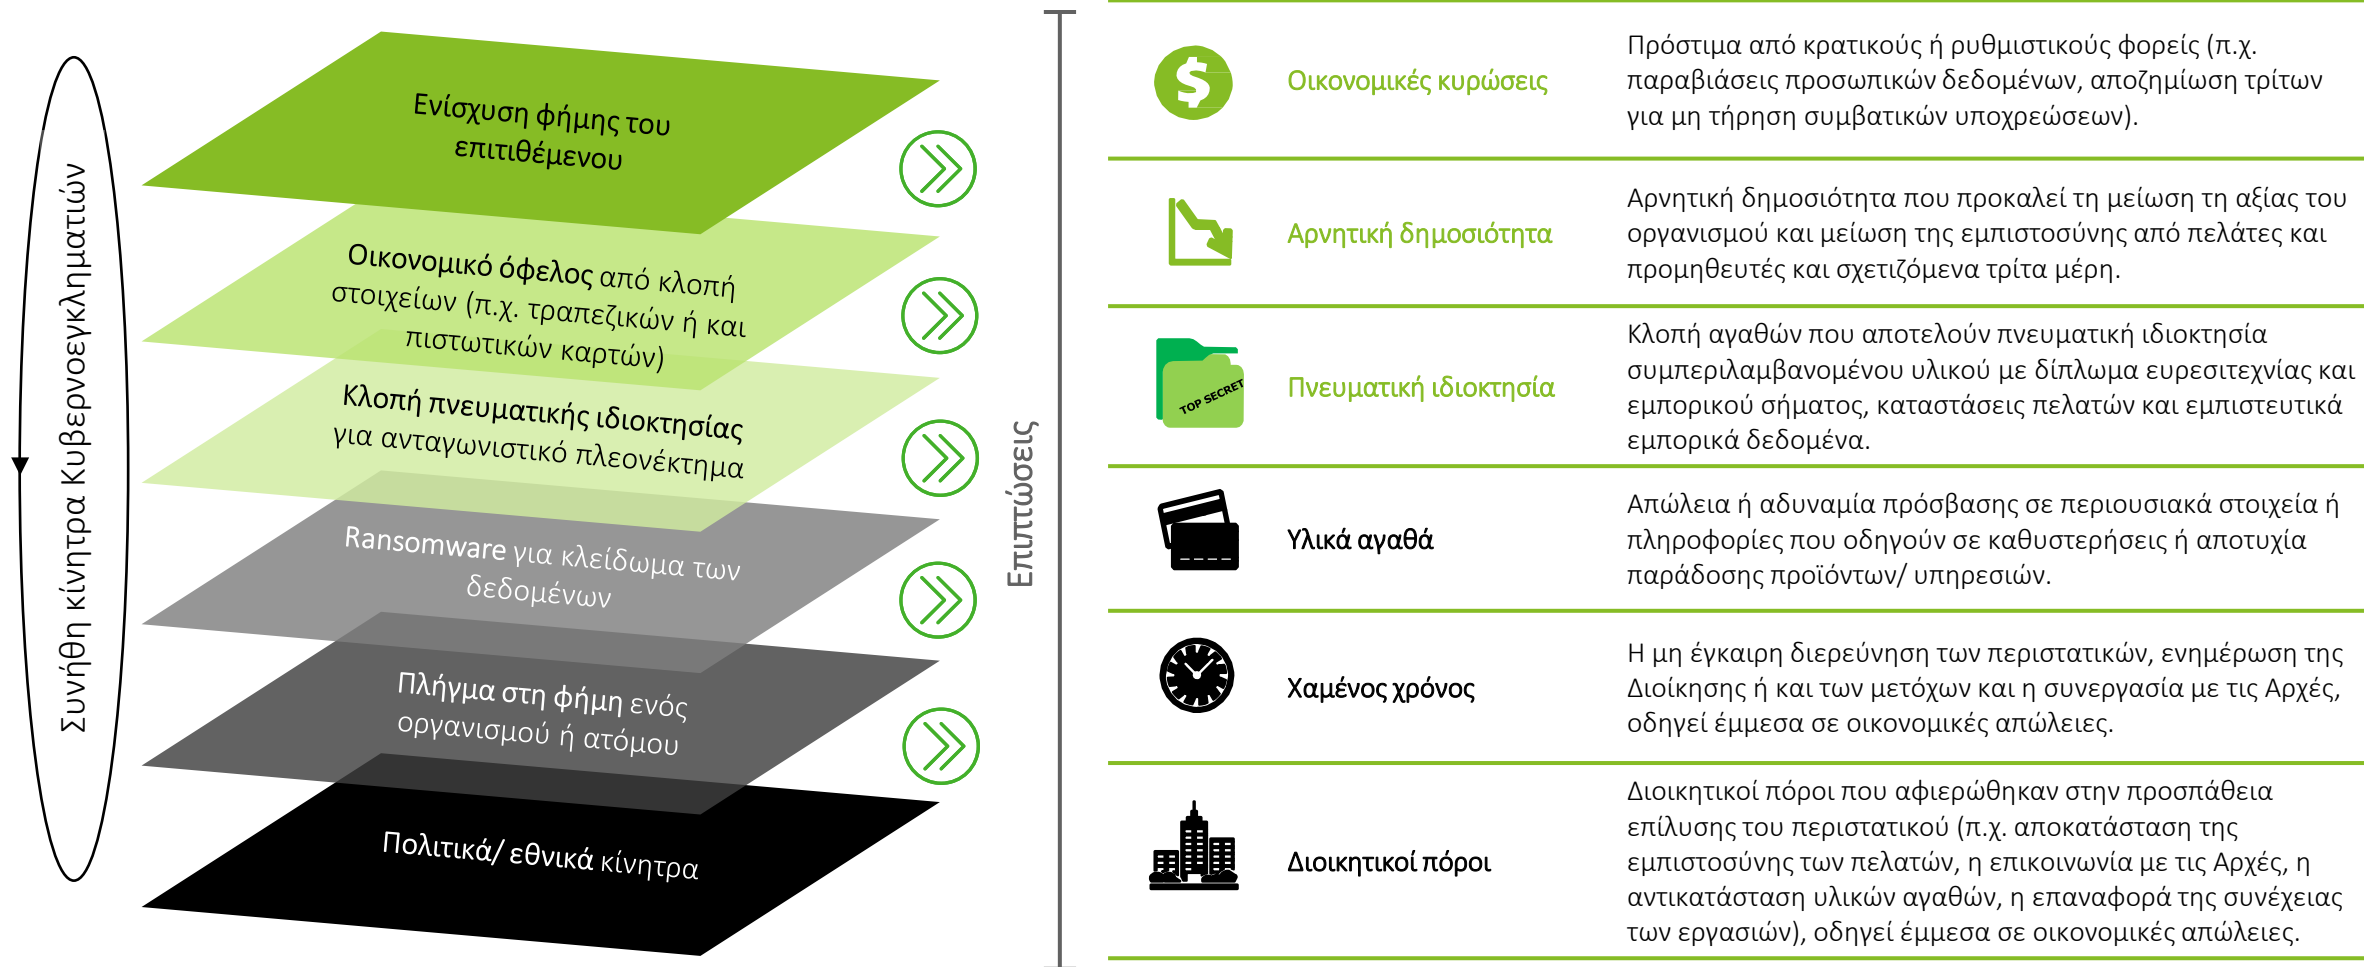 Συνήθη κίνητρα Κυβερνοεγκληματιών
Ενίσχυση φήμης του
επιτιθέμενου
Οικονομικό όφελος από κλοπή
στοιχείων (π.χ. τραπεζικών ή και
πιστωτικών καρτών)
Κλοπή πνευματικής ιδιοκτησίας
για ανταγωνιστικό πλεονέκτημα
Ransomware για κλείδωμα των
δεδομένων
Πλήγμα στη φήμη ενός
οργανισμού ή ατόμου
Πολιτικά/ εθνικά κίνητρα
Επιπτώσεις
Οικονομικές κυρώσεις
Πρόστιμα από κρατικούς ή ρυθμιστικούς φορείς (π.χ.
παραβιάσεις προσωπικών δεδομένων, αποζημίωση τρίτων
για μη τήρηση συμβατικών υποχρεώσεων).
Αρνητική δημοσιότητα
Αρνητική δημοσιότητα που προκαλεί τη μείωση τη αξίας του
οργανισμού και μείωση της εμπιστοσύνης από πελάτες και
προμηθευτές και σχετιζόμενα τρίτα μέρη.
TOP SECRET
Πνευματική ιδιοκτησία
Κλοπή αγαθών που αποτελούν πνευματική ιδιοκτησία
συμπεριλαμβανομένου υλικού με δίπλωμα ευρεσιτεχνίας και
εμπορικού σήματος, καταστάσεις πελατών και εμπιστευτικά
εμπορικά δεδομένα.
Υλικά αγαθά
Απώλεια ή αδυναμία πρόσβασης σε περιουσιακά στοιχεία ή
πληροφορίες που οδηγούν σε καθυστερήσεις ή αποτυχία
παράδοσης προϊόντων/ υπηρεσιών.
Χαμένος χρόνος
Η μη έγκαιρη διερεύνηση των περιστατικών, ενημέρωση της
Διοίκησης ή και των μετόχων και η συνεργασία με τις Αρχές,
οδηγεί έμμεσα σε οικονομικές απώλειες.
Διοικητικοί πόροι
Διοικητικοί πόροι που αφιερώθηκαν στην προσπάθεια
επίλυσης του περιστατικού (π.χ. αποκατάσταση της
εμπιστοσύνης των πελατών, η επικοινωνία με τις Αρχές, η
αντικατάσταση υλικών αγαθών, η επαναφορά της συνέχειας
των εργασιών), οδηγεί έμμεσα σε οικονομικές απώλειες.